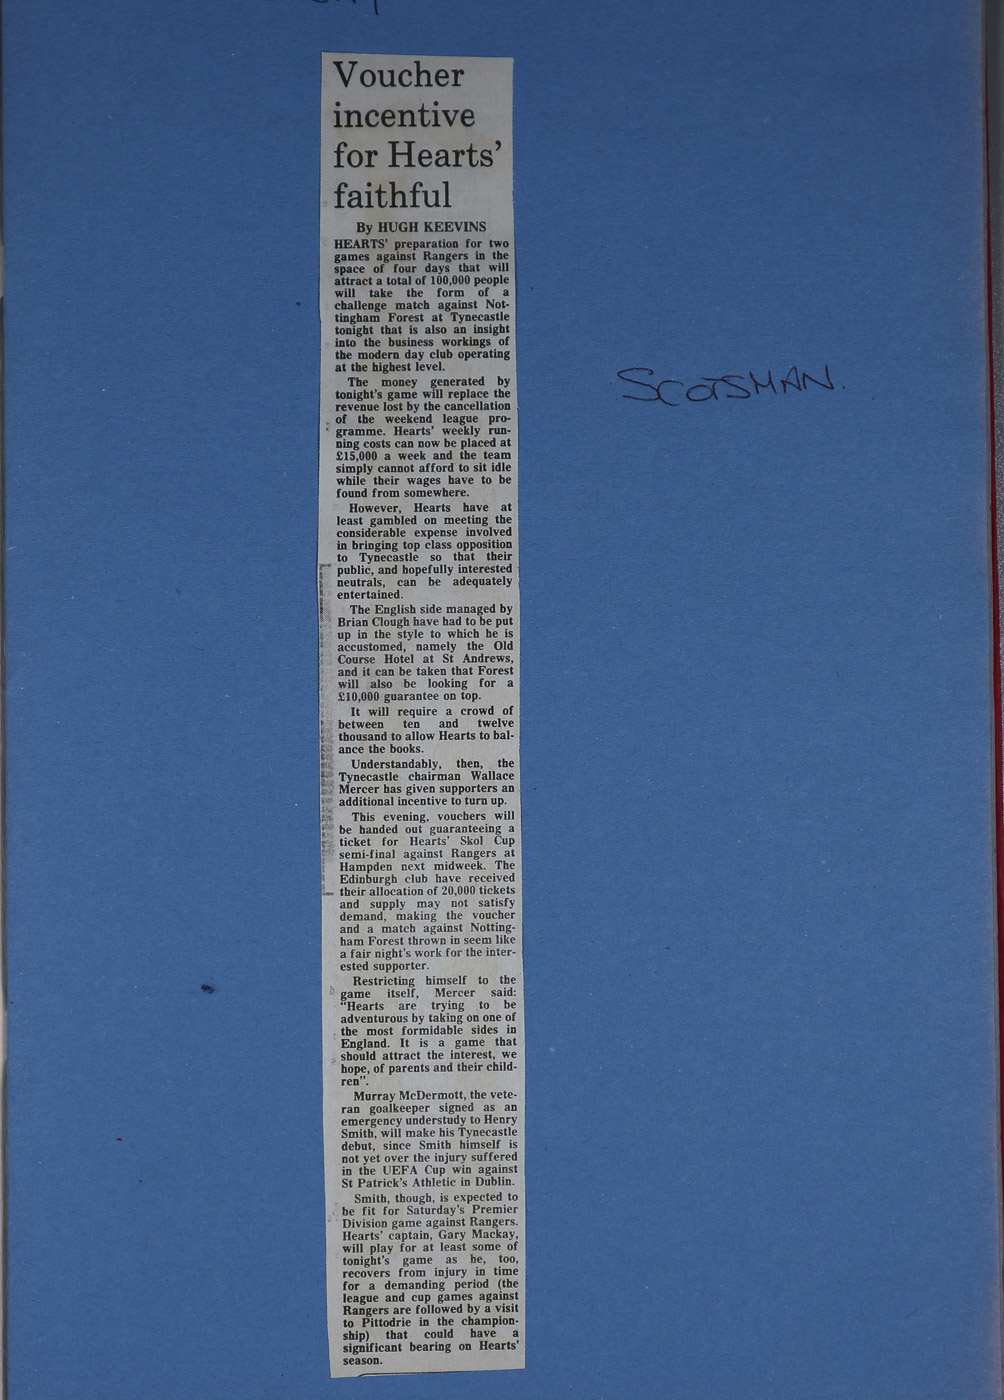 Voucher
incentive
for Hearts'
faithful
By HUGH KEEVINS
HEARTS' preparation for two
games against Rangers in the
space of four days that will
attract a total of 100,000 people
will take the form of a
challenge match against Not-
tingham Forest at Tynecastle
tonight that is also an insight
into the business workings of
the modern day club operating
at the highest level.
The money generated by
tonight's game will replace the
revenue lost by the cancellation
of the weekend league pro-
gramme. Hearts' weekly run-
ning costs can now be placed at
£15,000 a week and the team
simply cannot afford to sit idle
while their wages have to be
found from somewhere.
However, Hearts have at
least gambled on meeting the
considerable expense involved
in bringing top class opposition
to Tynecastle so that their
public, and hopefully interested
neutrals, can be adequately
entertained.
The English side managed by
Brian Clough have had to be put
up in the style to which he is
accustomed, namely the Old
Course Hotel at St Andrews,
and it can be taken that Forest
will also be looking for a
£10,000 guarantee on top.
It will require a crowd of
between ten and twelve
thousand to allow Hearts to bal-
ance the books.
Understandably, then, the
Tynecastle chairman Wallace
Mercer has given supporters an
additional incentive to turn up.
This evening, vouchers will
be handed out guaranteeing a
ticket for Hearts' Skol Cup
semi-final against Rangers at
Hampden next midweek. The
Edinburgh club have received
their allocation of 20,000 tickets
and supply may not satisfy
demand, making the voucher
and a match against Notting-
ham Forest thrown in seem like
a fair night's work for the inter-
ested supporter.
Restricting himself to the
game itself, Mercer said:
"Hearts are trying to be
adventurous by taking on one of
the most formidable sides in
England. It is a game that
should attract the interest, we
hope, of parents and their child-
ren".
Murray McDermott, the vete-
ran goalkeeper signed as an
emergency understudy to Henry
Smith, will make his Tynecastle
debut, since Smith himself is
not yet over the injury suffered
in the UEFA Cup win against
St Patrick's Athletic in Dublin.
Smith, though, is expected to
be fit for Saturday's Premier
Division game against Rangers.
Hearts' captain, Gary Mackay,
will play for at least some of
tonight's game as he, too,
recovers from injury in time
for a demanding period (the
league and cup games against
Rangers are followed by a visit
to Pittodrie in the champion-
ship) that could have a
significant bearing on Hearts'
season.
SCOTSMAN.